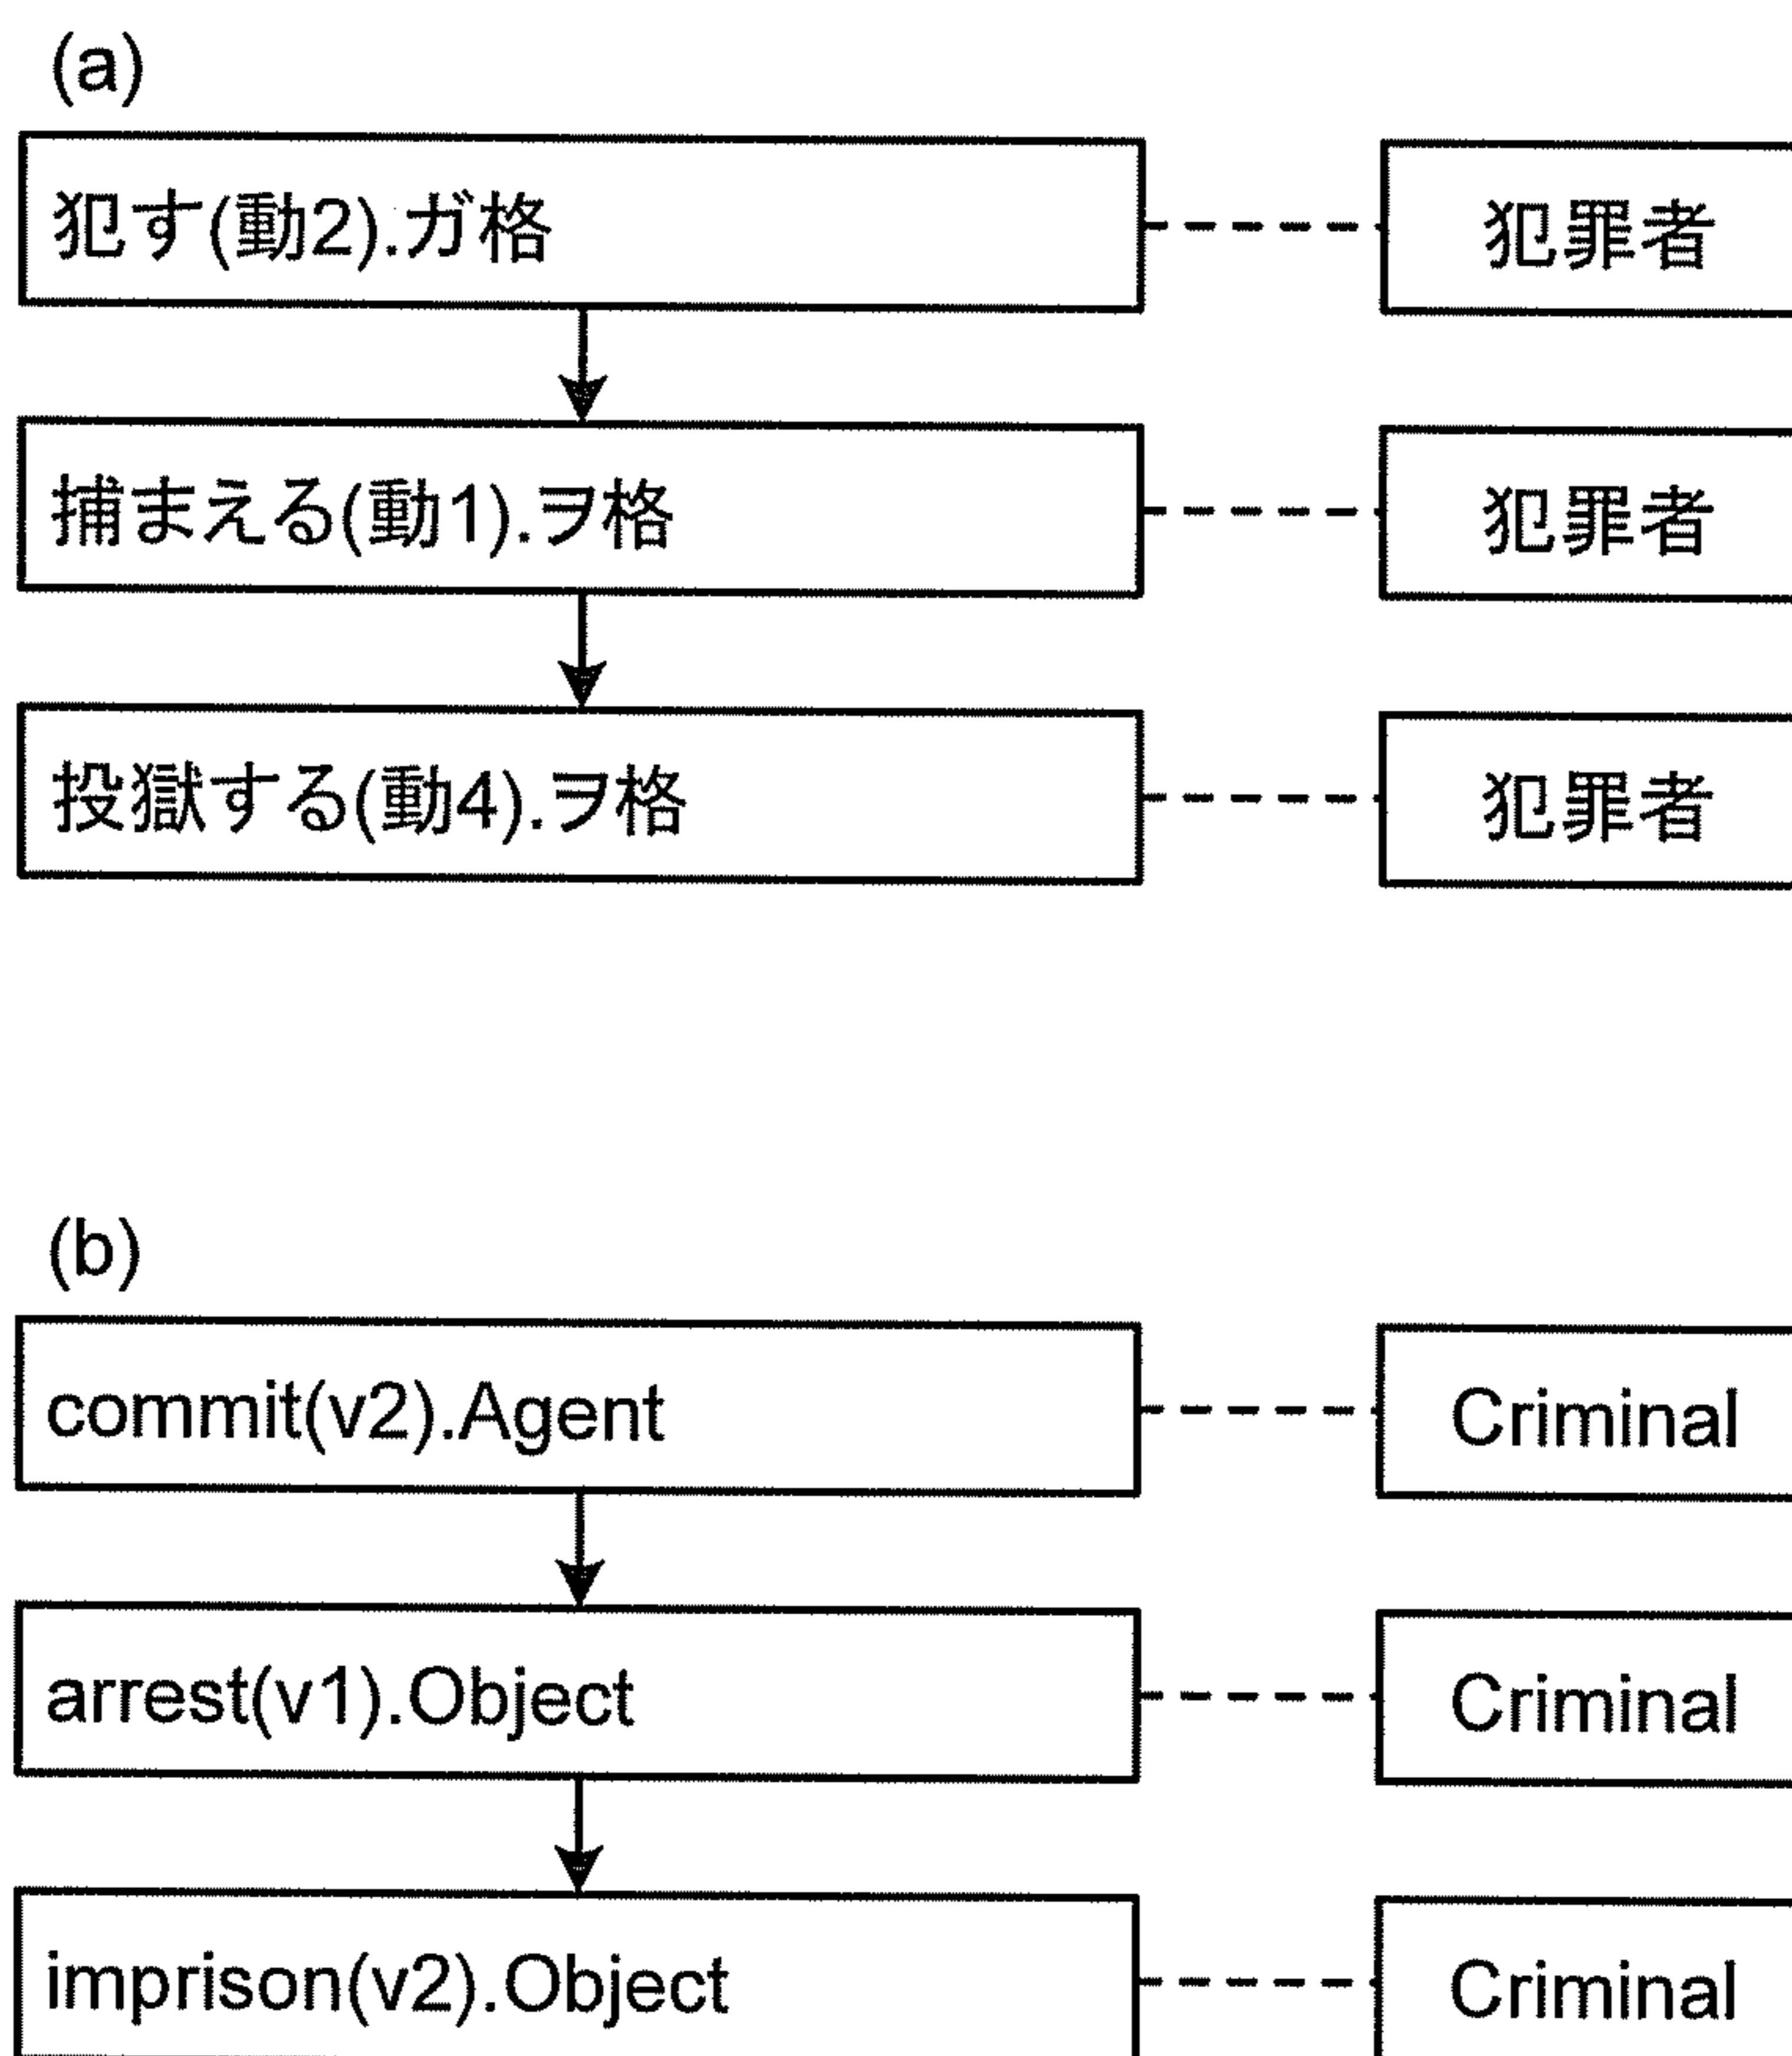 (a)
犯す(動2).ガ格
犯罪者
捕まえる(動1).ヲ格
犯罪者
投獄する(動4).ヲ格
犯罪者
(b)
commit(v2).Agent
Criminal
arrest(v1).Object
Criminal
imprison(v2).Object
Criminal